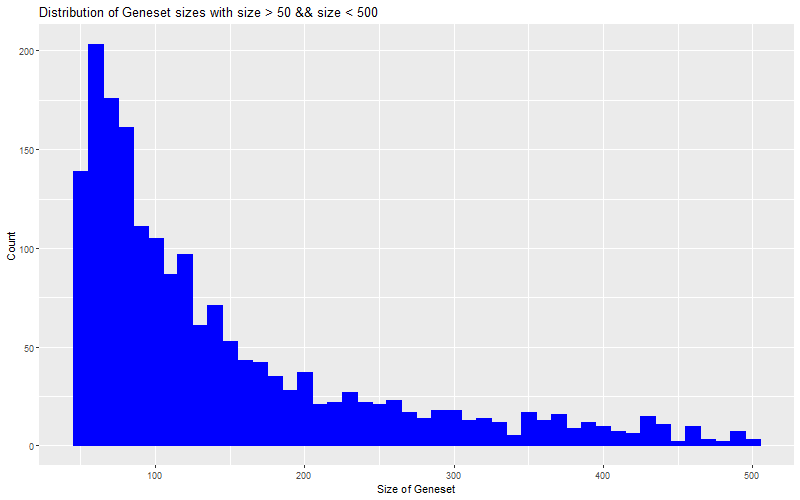 Distribution of Geneset sizes with size > 50 && size < 500
200
150
100
50
0
Count
100 200 300 400 500
Size of Geneset